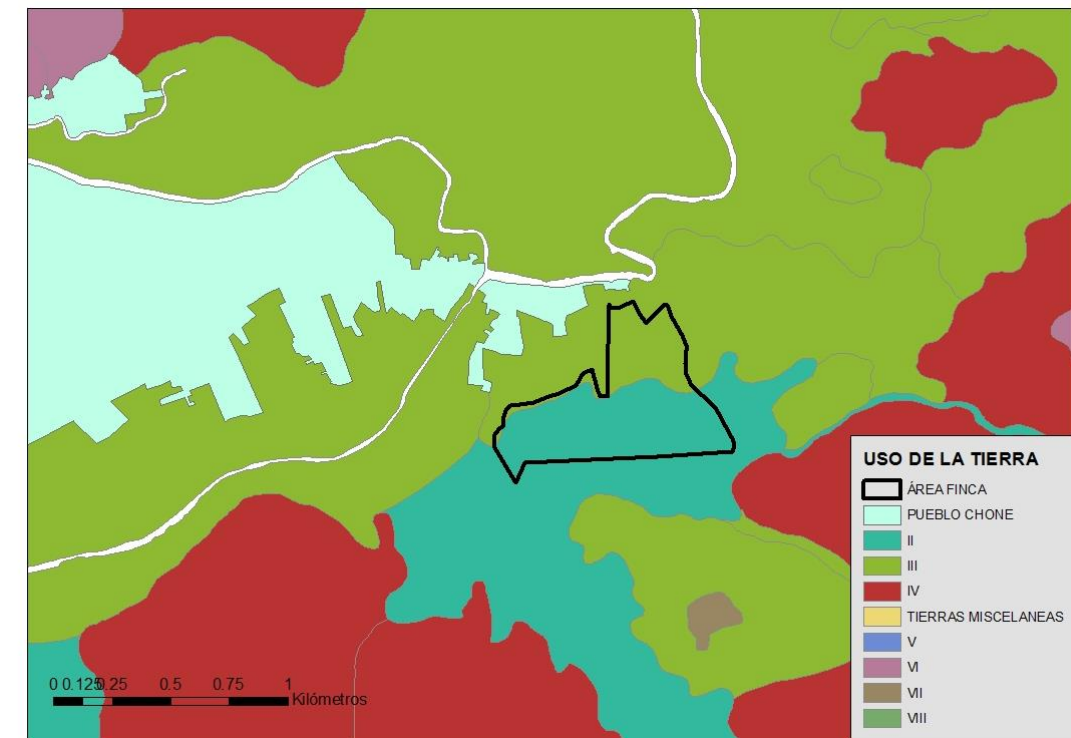 USO DE LA TIERRA
ÁREA FINCA
PUEBLO CHONE
II
III
IV
TIERRAS MISCELANEAS
V
VI
VII
VIII
0 0.125 0.25 0.5 0.75 1
Kilómetros